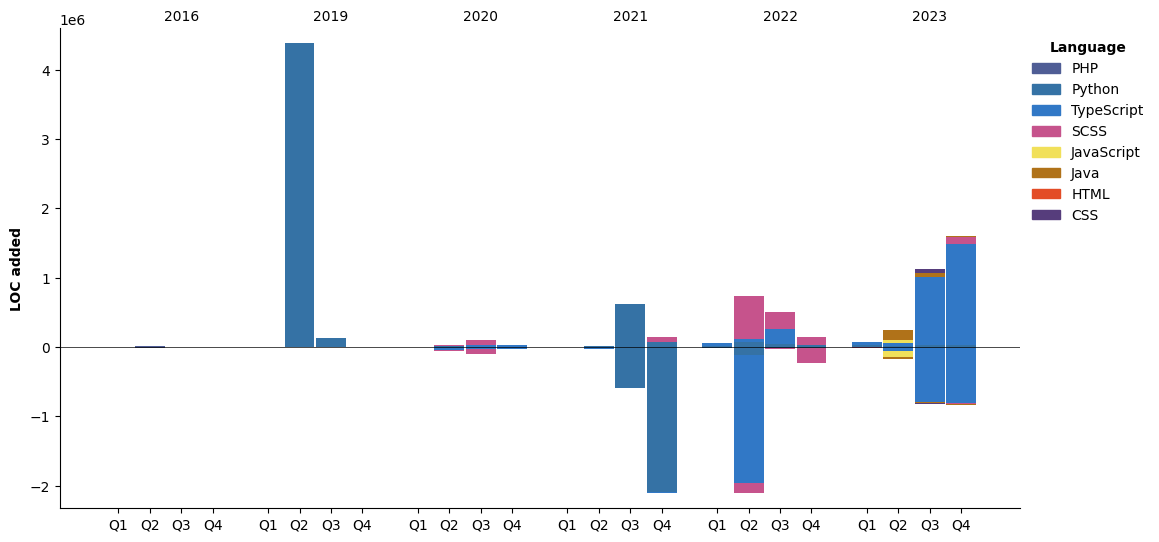 1e6
2016 2019 2020 2021 2022 2023
Language
PHP
Python
TypeScript
SCSS
JavaScript
Java
HTML
CSS
LOC added
4
3
2
1
0
−1
−2
Q1 Q2 Q3 Q4 Q1 Q2 Q3 Q4 Q1 Q2 Q3 Q4 Q1 Q2 Q3 Q4 Q1 Q2 Q3 Q4 Q1 Q2 Q3 Q4